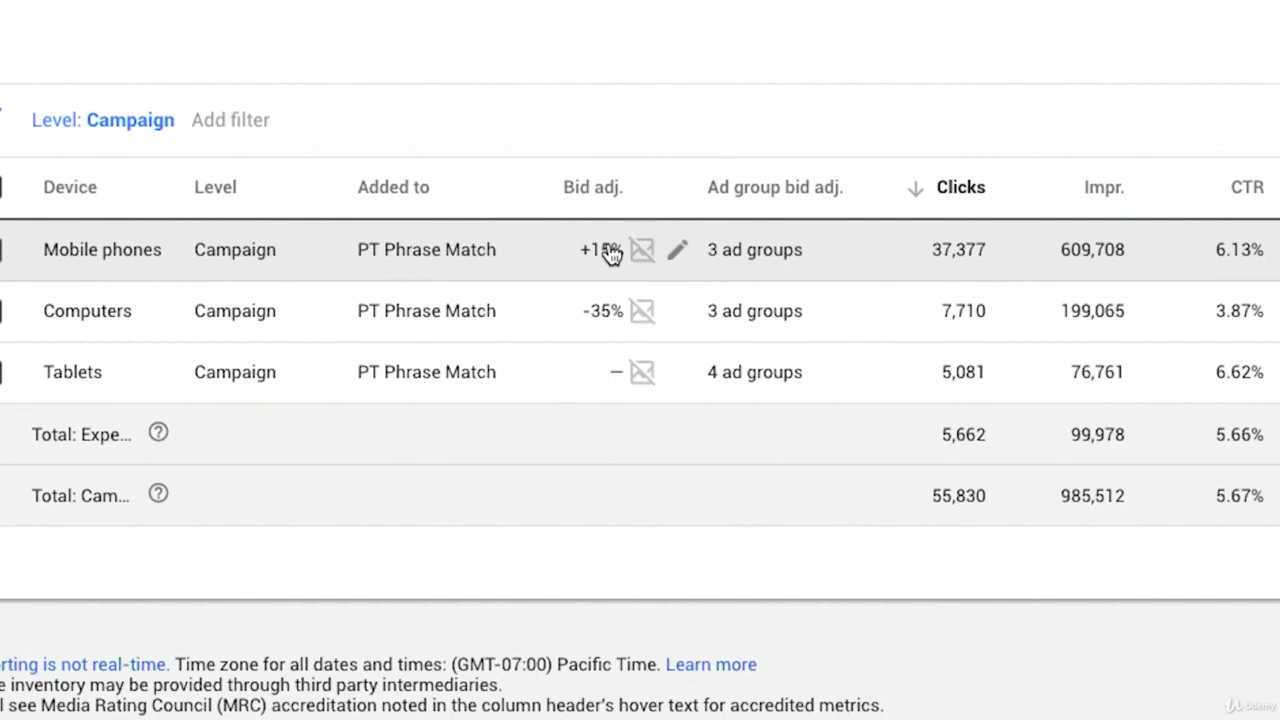 Level: Campaign Add filter
Device Level Added to Bid adj. Ad group bid adj. Clicks Impr. CTR
Mobile phones Campaign PT Phrase Match 3 ad groups 37,377 609,708 6.13%
Computers Campaign PT Phrase Match -35% 3 ad groups 7,710 199,065 3.87%
Tablets Campaign PT Phrase Match — 4 ad groups 5,081 76,761 6.62%
Total: Expe... 5,662 99,978 5.66%
Total: Cam... 55,830 985,512 5.67%
rting is not real-time. Time zone for all dates and times: (GMT-07:00) Pacific Time. Learn more
e inventory may be provided through third party intermediaries.
l see Media Rating Council (MRC) accreditation noted in the column header's hover text for accredited metrics.
Udemy